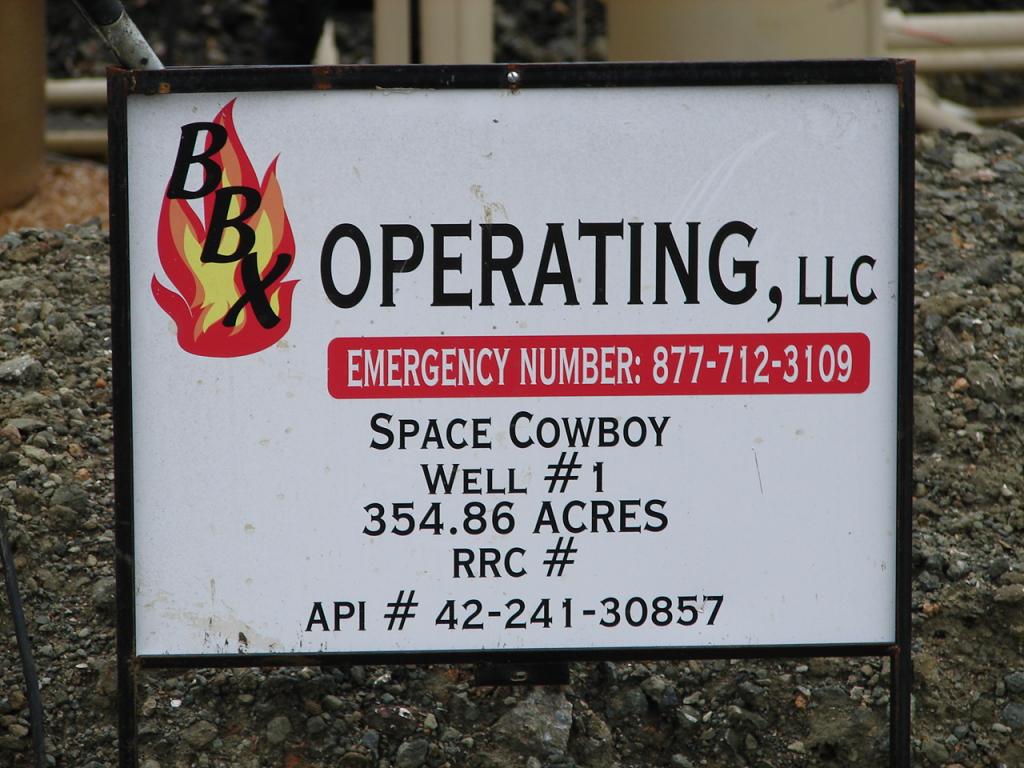 BBX
OPERATING, LLC
EMERGENCY NUMBER: 877-712-3109
SPACE COWBOY
WELL # 1
354.86 ACRES
RRC #
API # 42-241-30857